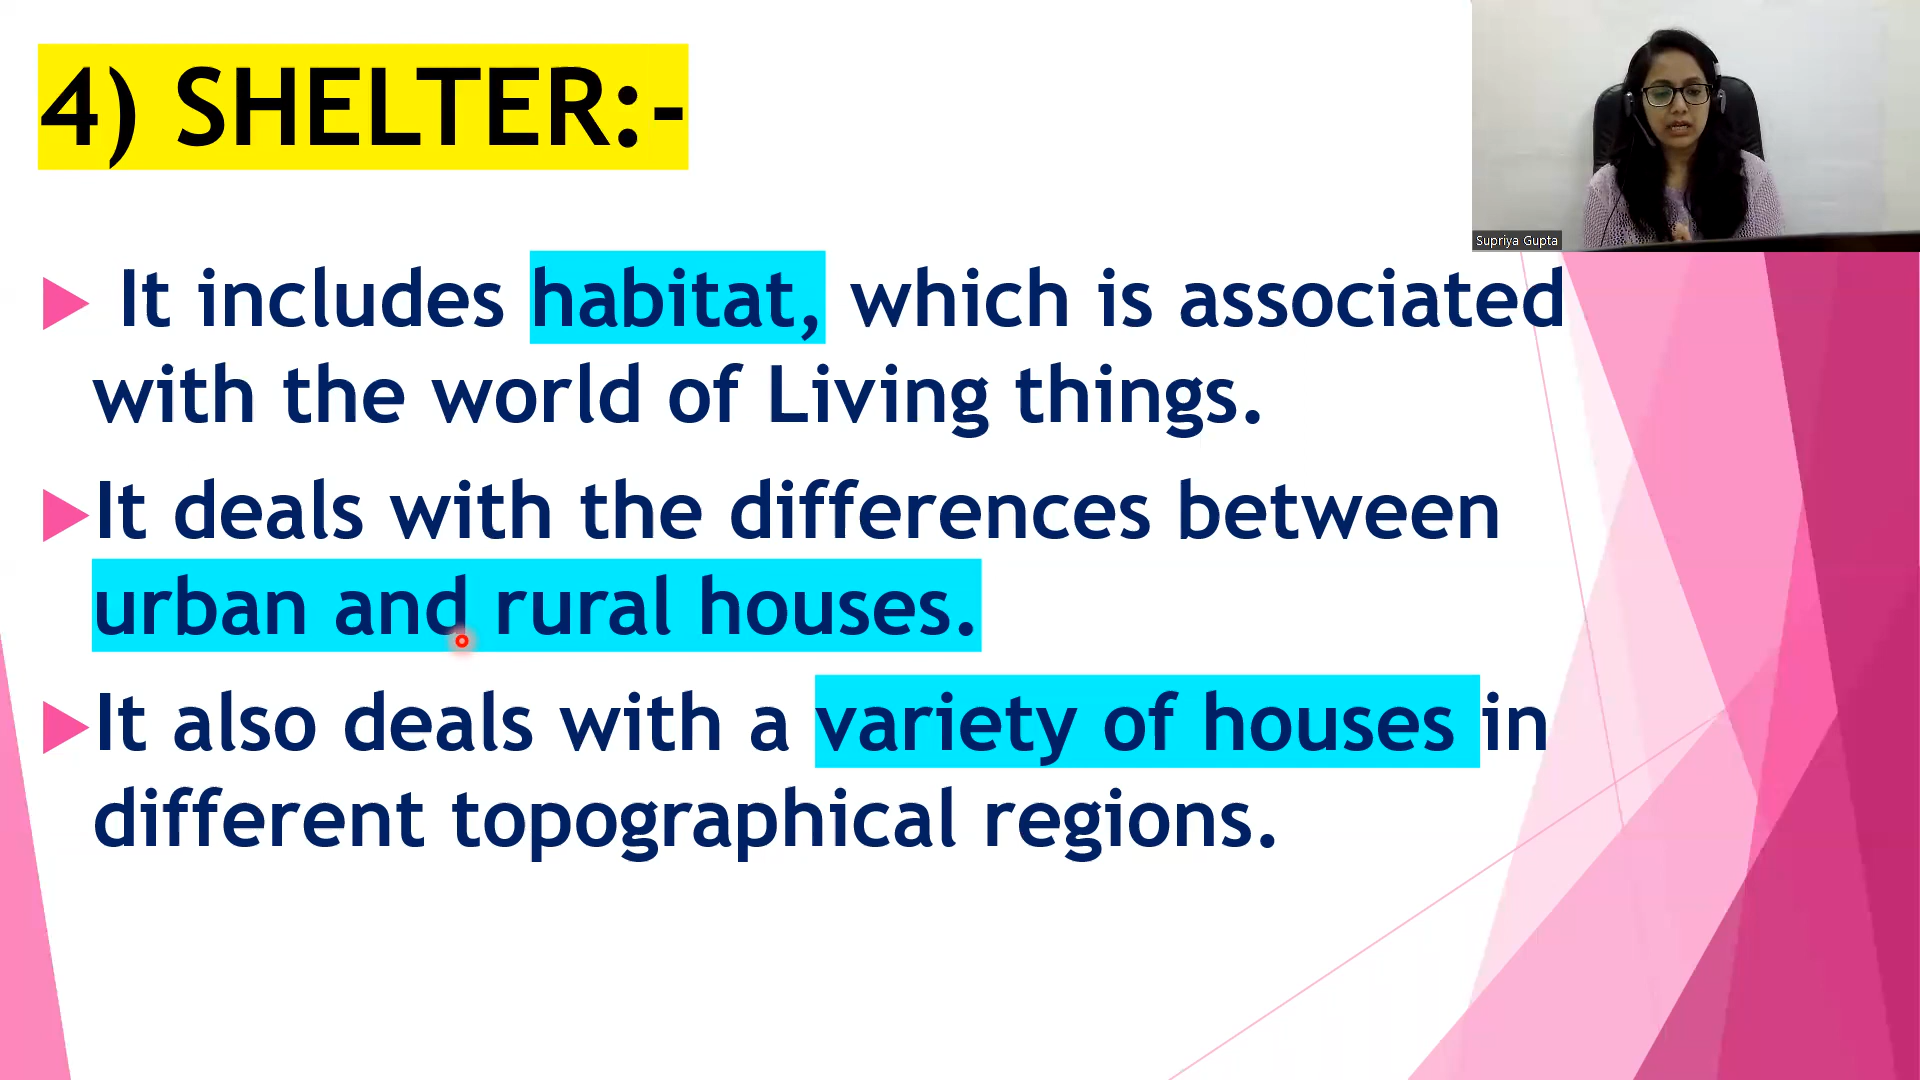 4) SHELTER:-
Supriya Gupta
It includes habitat, which is associated
with the world of Living things.
It deals with the differences between
urban and rural houses.
It also deals with a variety of houses in
different topographical regions.